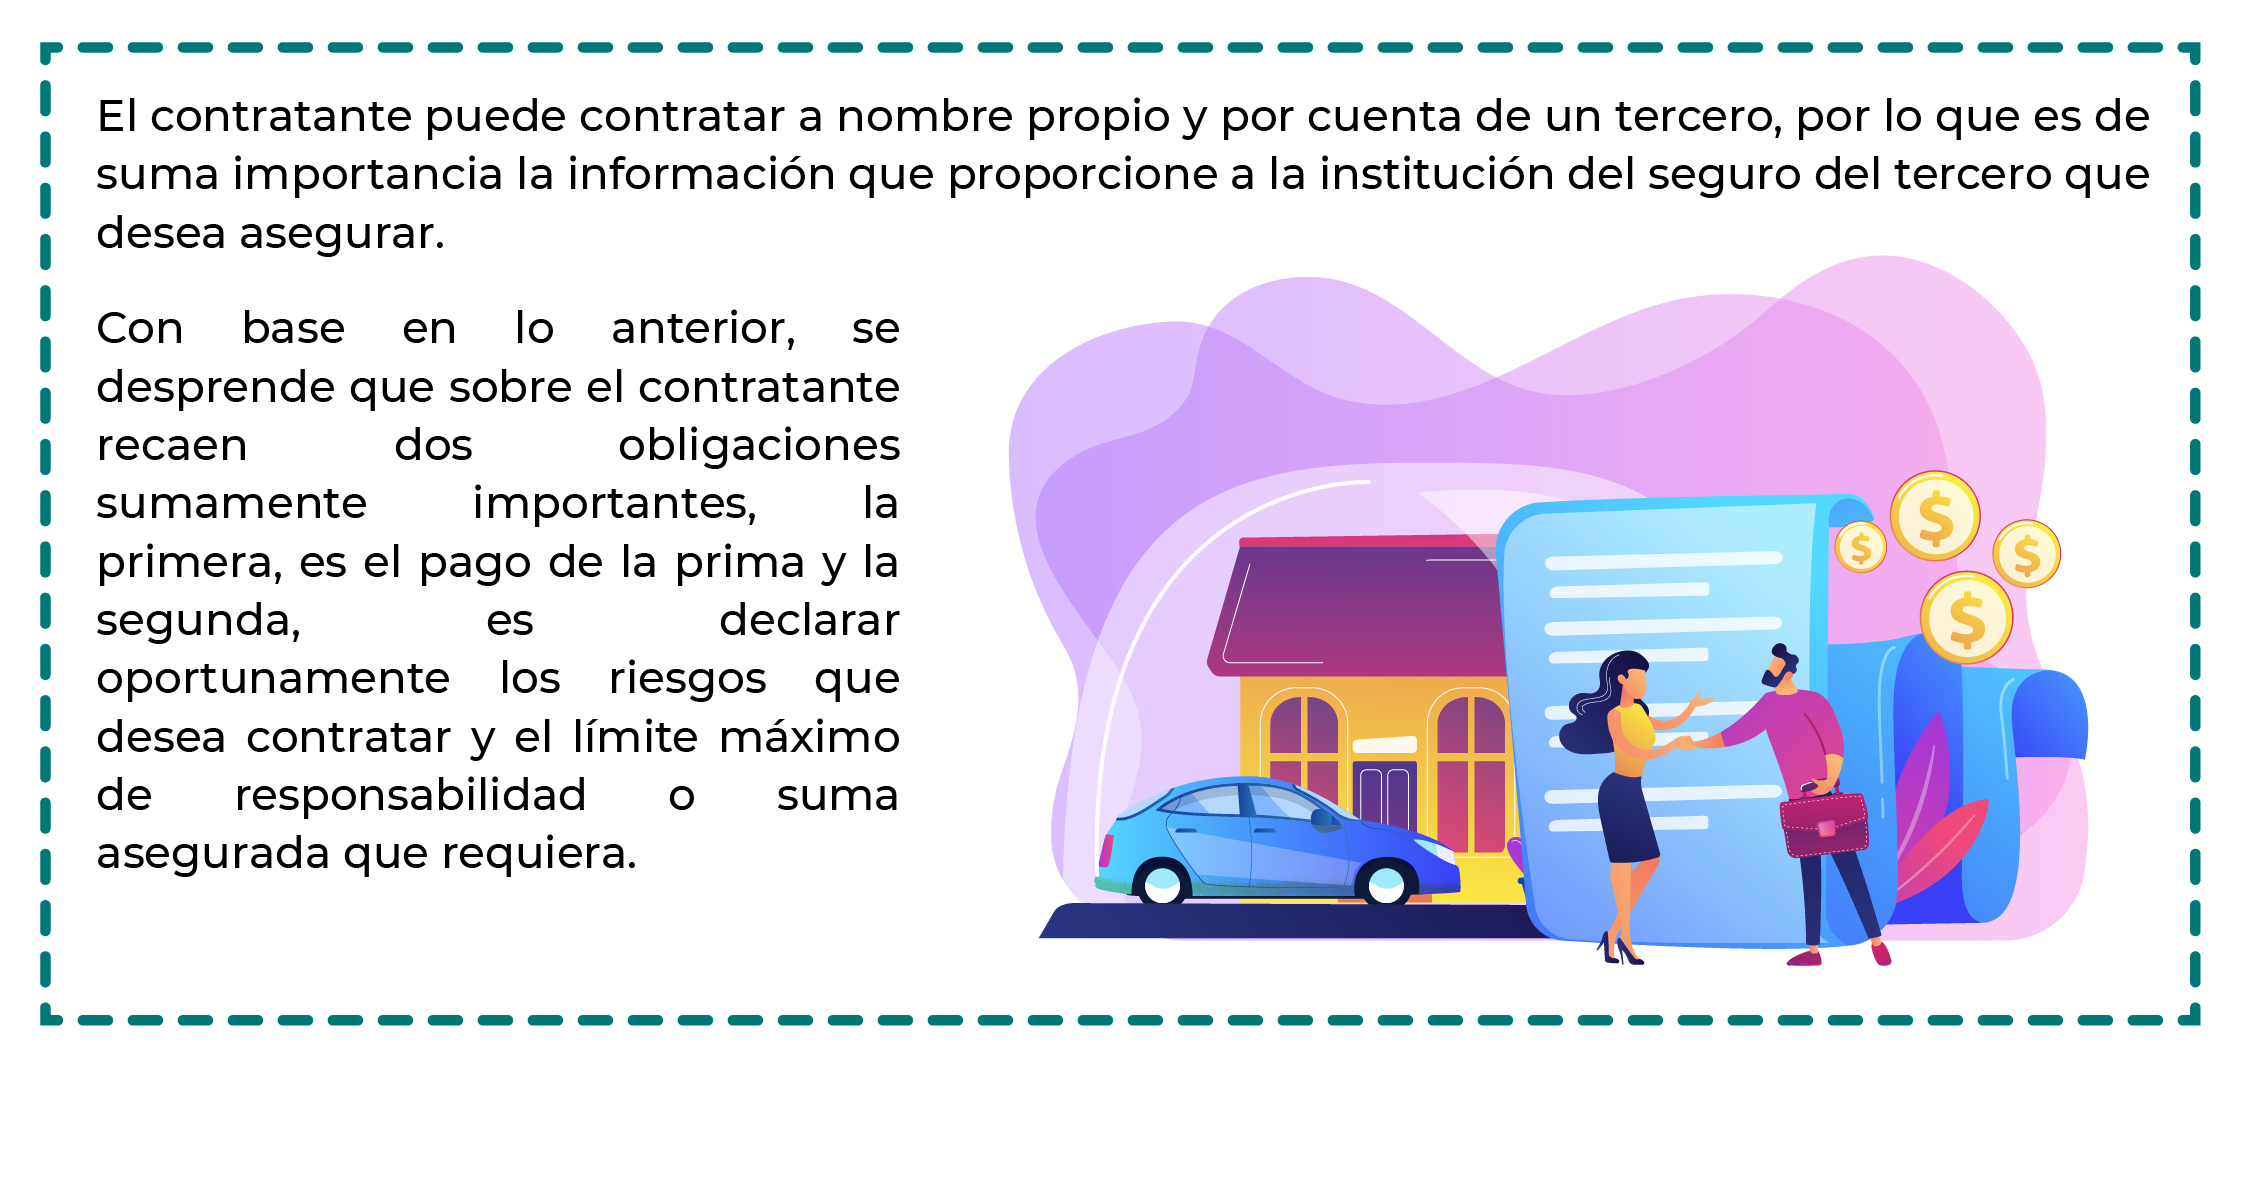 El contratante puede contratar a nombre propio y por cuenta de un tercero, por lo que es de
suma importancia la información que proporcione a la institución del seguro del tercero que
desea asegurar.
Con base en lo anterior, se
desprende que sobre el contratante
recaen dos obligaciones
sumamente importantes, la
primera, es el pago de la prima y la
segunda, es declarar
oportunamente los riesgos que
desea contratar y el límite máximo
de responsabilidad o suma
asegurada que requiera.
$
$
$
$